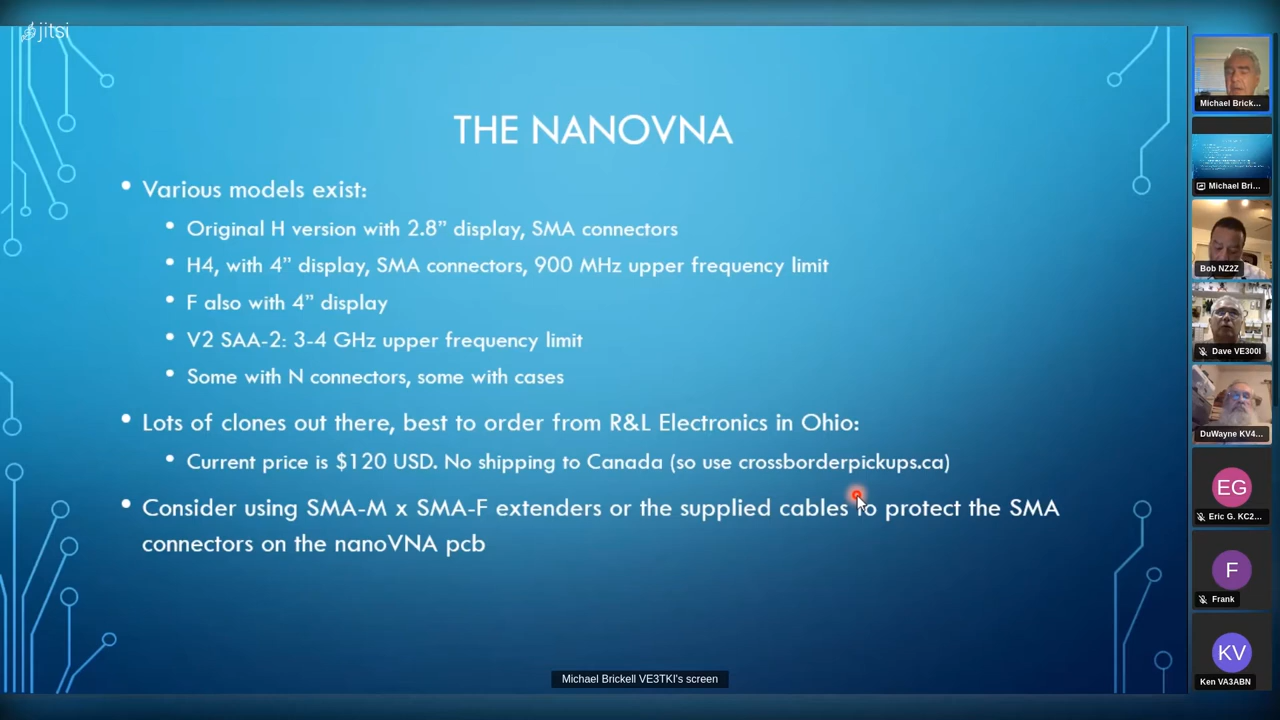 jitsi
THE NANOVNA
• Various models exist:
• Original H version with 2.8” display, SMA connectors
• H4, with 4” display, SMA connectors, 900 MHz upper frequency limit
• F also with 4” display
• V2 SAA-2: 3-4 GHz upper frequency limit
• Some with N connectors, some with cases
• Lots of clones out there, best to order from R&L Electronics in Ohio:
• Current price is $120 USD. No shipping to Canada (so use crossborderpickups.ca)
• Consider using SMA-M x SMA-F extenders or the supplied cables to protect the SMA
connectors on the nanoVNA pcb
Michael Brickell VE3TKI's screen
Michael Brick...
Michael Bri...
Bob NZ2Z
Dave VE3OOI
DuWayne KV4...
EG
Eric G. KC2...
F
Frank
KV
Ken VA3ABN